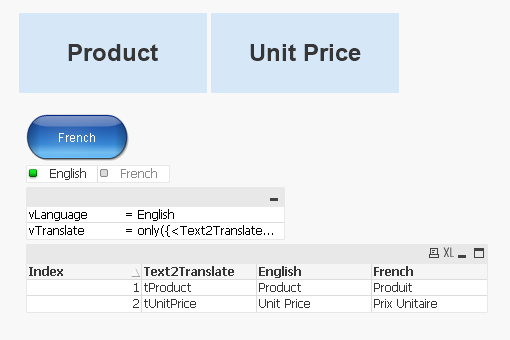 Product Unit Price
French
English French
vLanguage = English
vTranslate = only({<Text2Translate...
XL
Index Text2Translate English French
1 tProduct Product Produit
2 tUnitPrice Unit Price Prix Unitaire